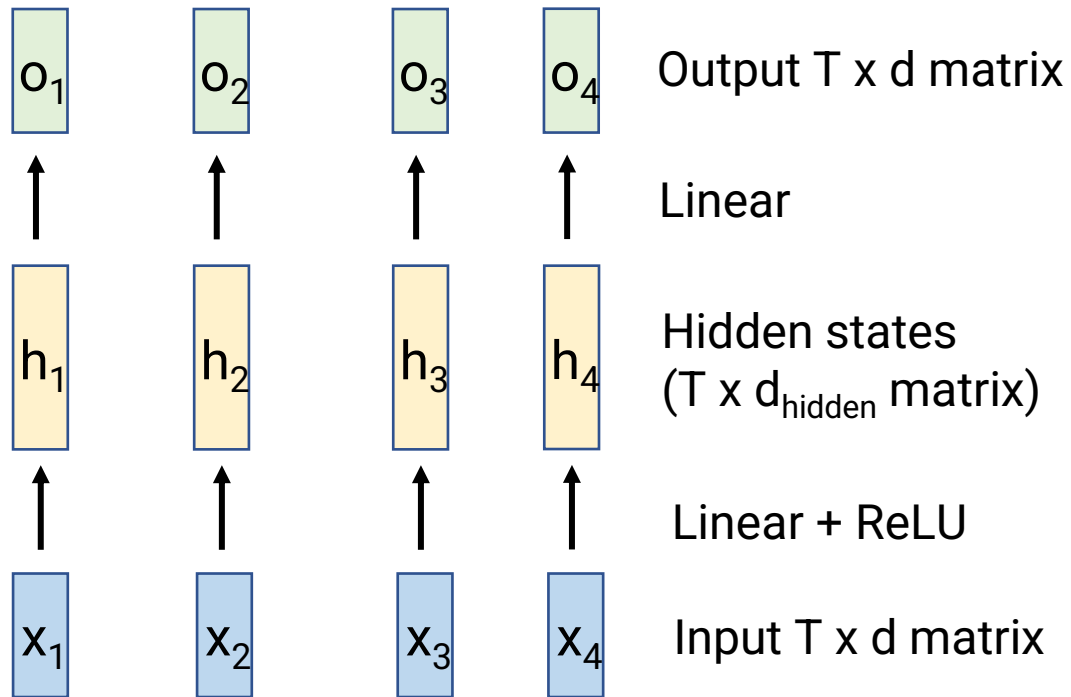 o₁ o₂ o₃ o₄ Output T x d matrix
Linear
h₁ h₂ h₃ h₄ Hidden states
(T x d_hidden matrix)
Linear + ReLU
x₁ x₂ x₃ x₄ Input T x d matrix